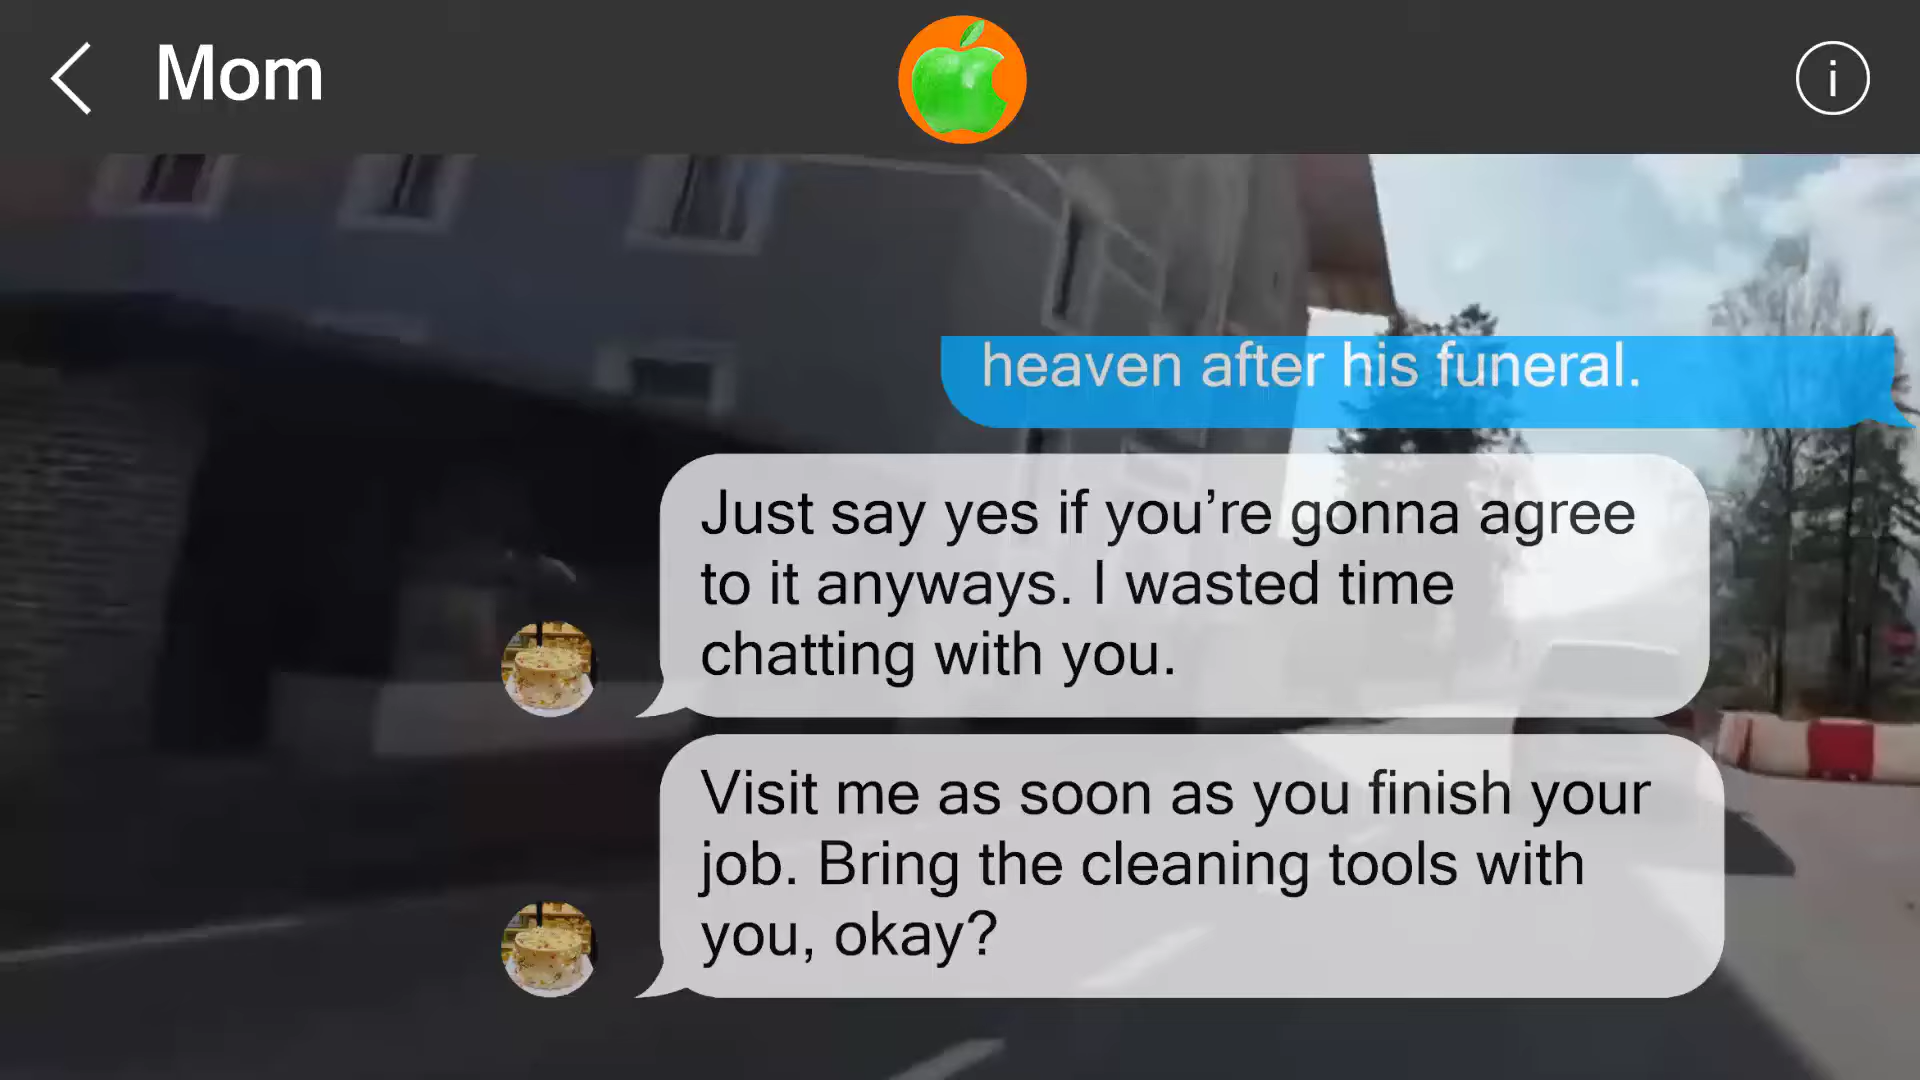 Mom
i
heaven after his funeral.
Just say yes if you’re gonna agree
to it anyways. I wasted time
chatting with you.
Visit me as soon as you finish your
job. Bring the cleaning tools with
you, okay?